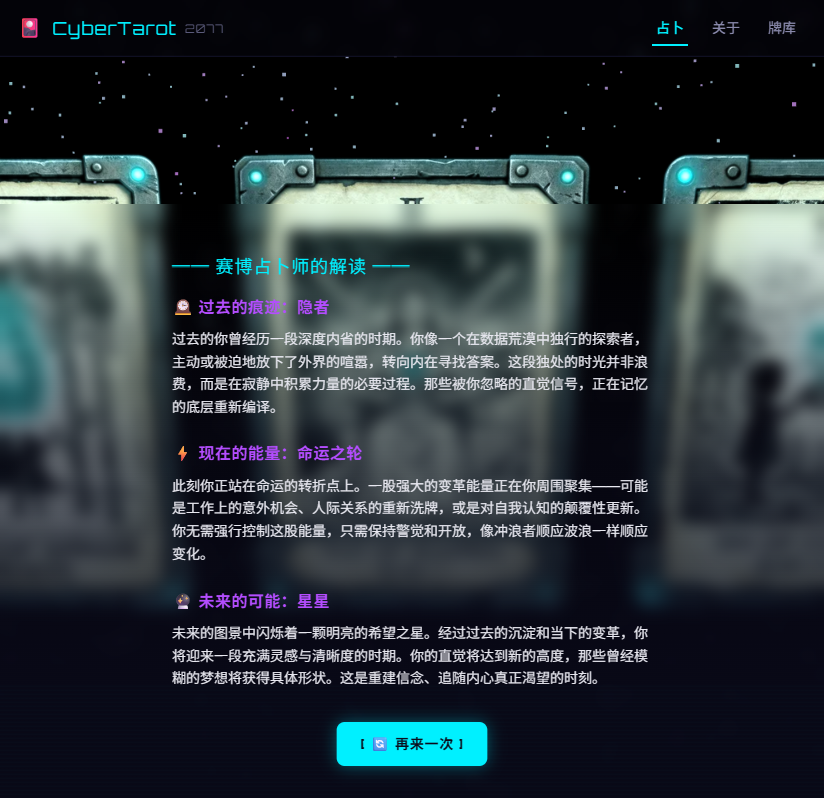 CyberTarot 2077
占卜 关于 牌库
—— 赛博占卜师的解读 ——
过去的痕迹：隐者
过去的你曾经历一段深度内省的时期。你像一个在数据荒漠中独行的探索者，
主动或被迫地放下了外界的喧嚣，转向内在寻找答案。这段独处的时光并非浪
费，而是在寂静中积累力量的必要过程。那些被你忽略的直觉信号，正在记忆
的底层重新编译。
现在的能量：命运之轮
此刻你正站在命运的转折点上。一股强大的变革能量正在你周围聚集——可能
是工作上的意外机会、人际关系的重新洗牌，或是对自我认知的颠覆性更新。
你无需强行控制这股能量，只需保持警觉和开放，像冲浪者顺应波浪一样顺应
变化。
未来的可能：星星
未来的图景中闪烁着一颗明亮的希望之星。经过过去的沉淀和当下的变革，你
将迎来一段充满灵感与清晰度的时期。你的直觉将达到新的高度，那些曾经模
糊的梦想将获得具体形状。这是重建信念、追随内心真正渴望的时刻。
[ 🔄 再来一次 ]